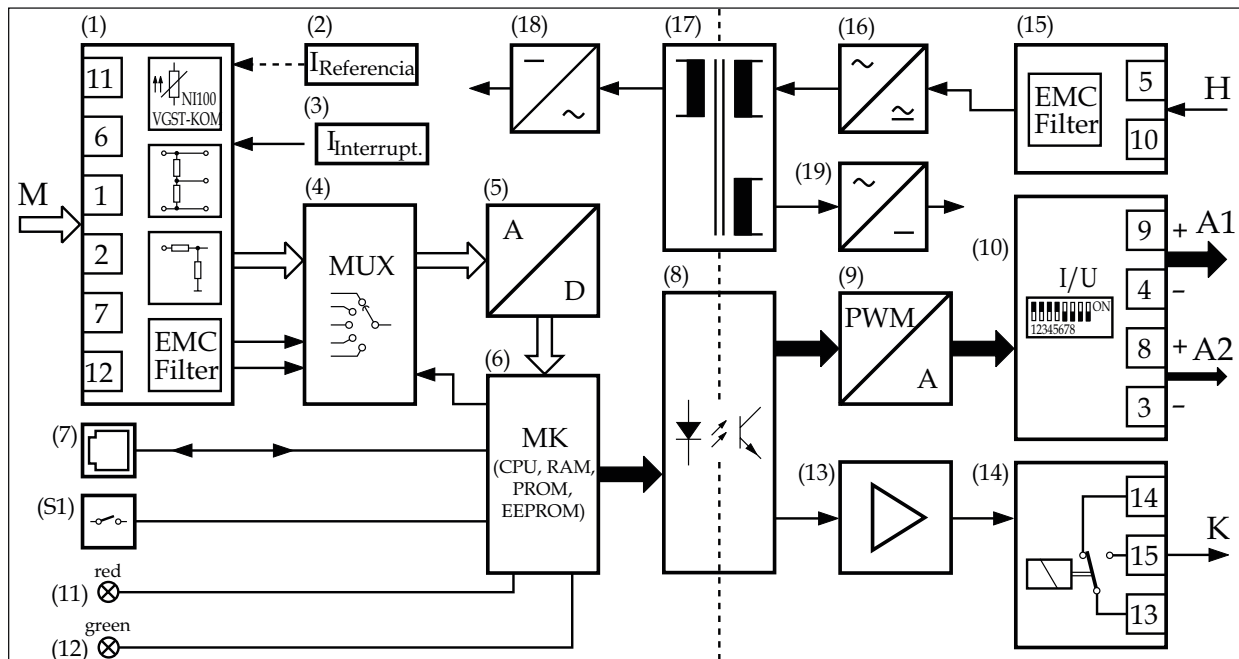 (1)
11
6
1
2
7
12
M
NI100
VGST-KOM
EMC
Filter
(2)
IReferencia
(3)
IInterrupt.
(4)
MUX
(5)
A
D
(6)
MK
(CPU, RAM,
PROM,
EEPROM)
(7)
(S1)
red
(11)
green
(12)
(18)
−
~
(17)
(16)
~
≃
(15)
EMC
Filter
5
10
H
(19)
~
−
(8)
(9)
PWM
A
(10)
I/U
ON
12345678
9
4
8
3
+
A1
−
+
A2
−
(13)
(14)
14
15
13
K